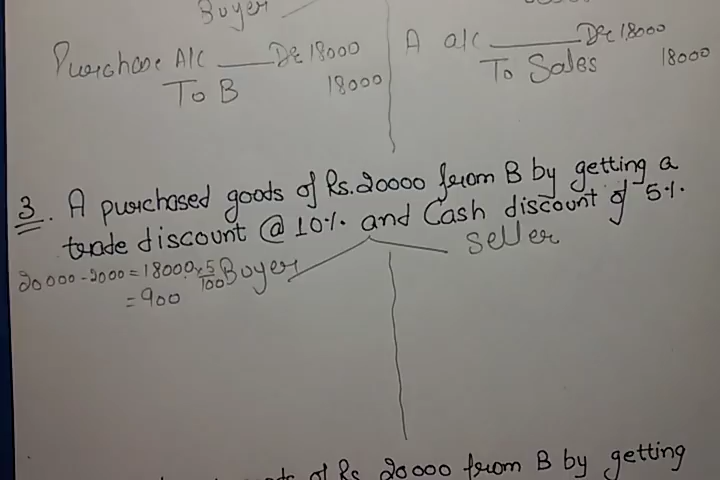 Buyer
Purchase A/C ____ Dr 18000
To B 18000
A a/c ____ Dr 18000
To Sales 18000
3. A purchased goods of Rs.20000 from B by getting a
trade discount @ 10%. and Cash discount of 5%.
20000-2000=18000×5/100
=900
Buyer
Seller
of Rs 20000 from B by getting